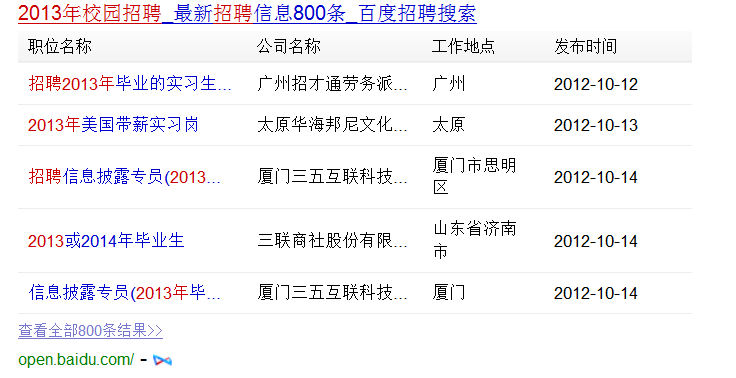 2013年校园招聘_最新招聘信息800条_百度招聘搜索
职位名称 公司名称 工作地点 发布时间
招聘2013年毕业的实习生... 广州招才通劳务派... 广州 2012-10-12
2013年美国带薪实习岗 太原华海邦尼文化... 太原 2012-10-13
招聘信息披露专员(2013... 厦门三五互联科技... 厦门市思明区 2012-10-14
2013或2014年毕业生 三联商社股份有限... 山东省济南市 2012-10-14
信息披露专员(2013年毕... 厦门三五互联科技... 厦门 2012-10-14
查看全部800条结果>>
open.baidu.com/ -